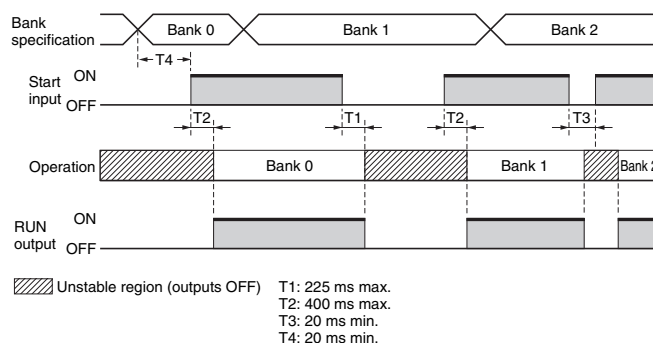 Bank
specification
Bank 0
Bank 1
Bank 2
T4
Start
input
ON
OFF
T2
T1
T2
T3
Operation
Bank 0
Bank 1
Bank 2
RUN
output
ON
OFF
Unstable region (outputs OFF)
T1: 225 ms max.
T2: 400 ms max.
T3: 20 ms min.
T4: 20 ms min.